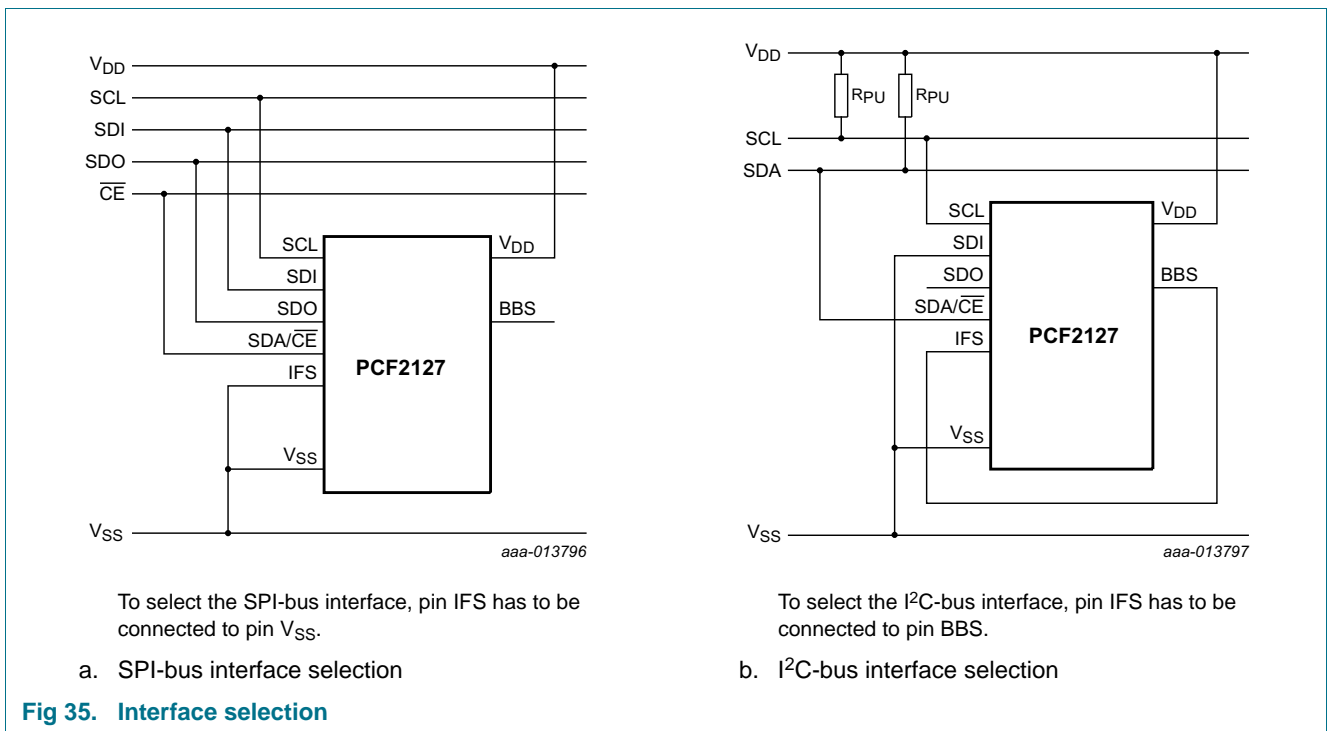 VDD
SCL
SDI
SDO
CE
SCL
SDI
SDO
SDA/CE
IFS
VSS
VDD
BBS
PCF2127
VSS
aaa-013796
To select the SPI-bus interface, pin IFS has to be
connected to pin VSS.
a. SPI-bus interface selection
VDD
RPU
RPU
SCL
SDA
SCL
SDI
SDO
SDA/CE
IFS
VSS
VDD
BBS
PCF2127
VSS
aaa-013797
To select the I2C-bus interface, pin IFS has to be
connected to pin BBS.
b. I2C-bus interface selection
Fig 35. Interface selection